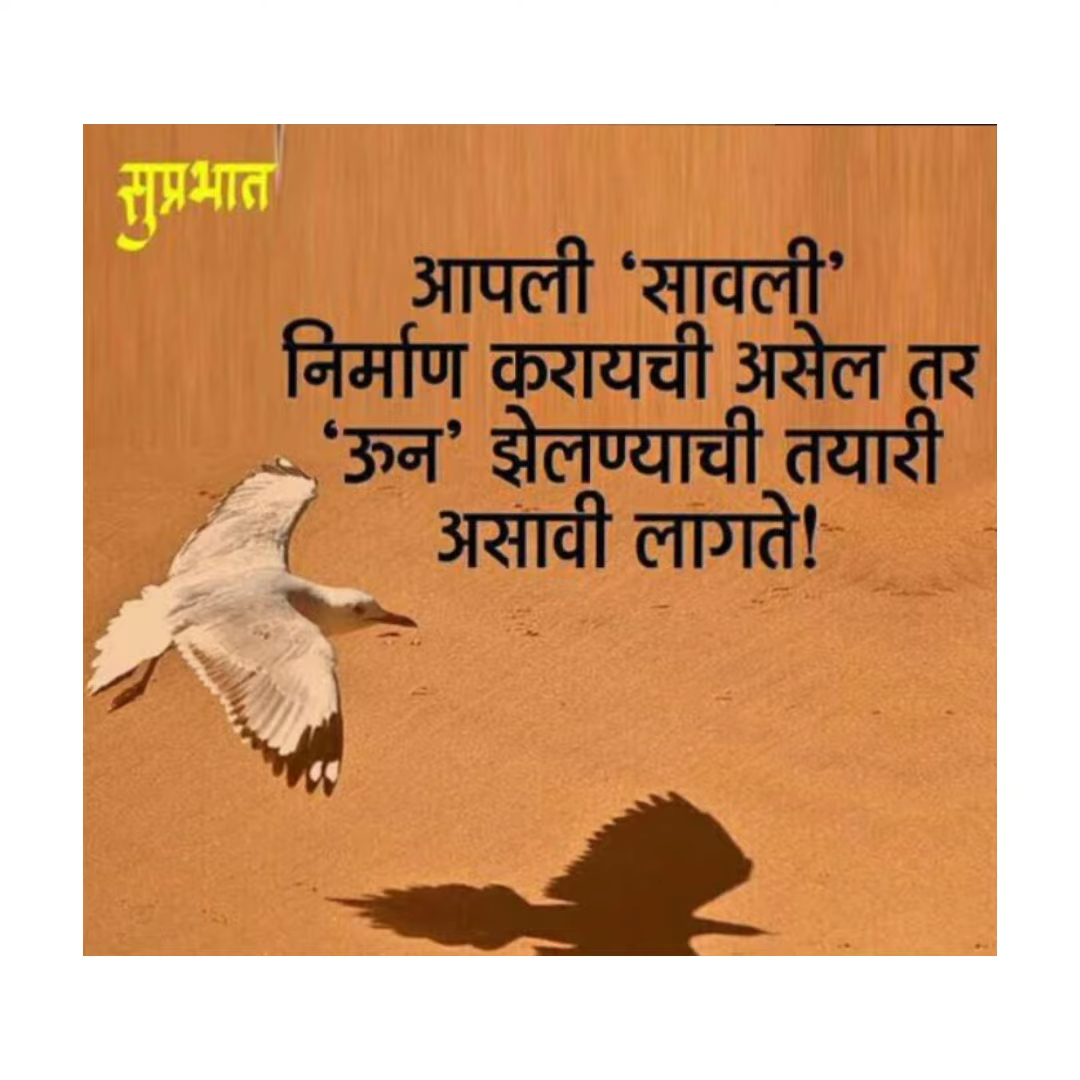 सुप्रभात
आपली ‘सावली’
निर्माण करायची असेल तर
‘ऊन’ झेलण्याची तयारी
असावी लागते!